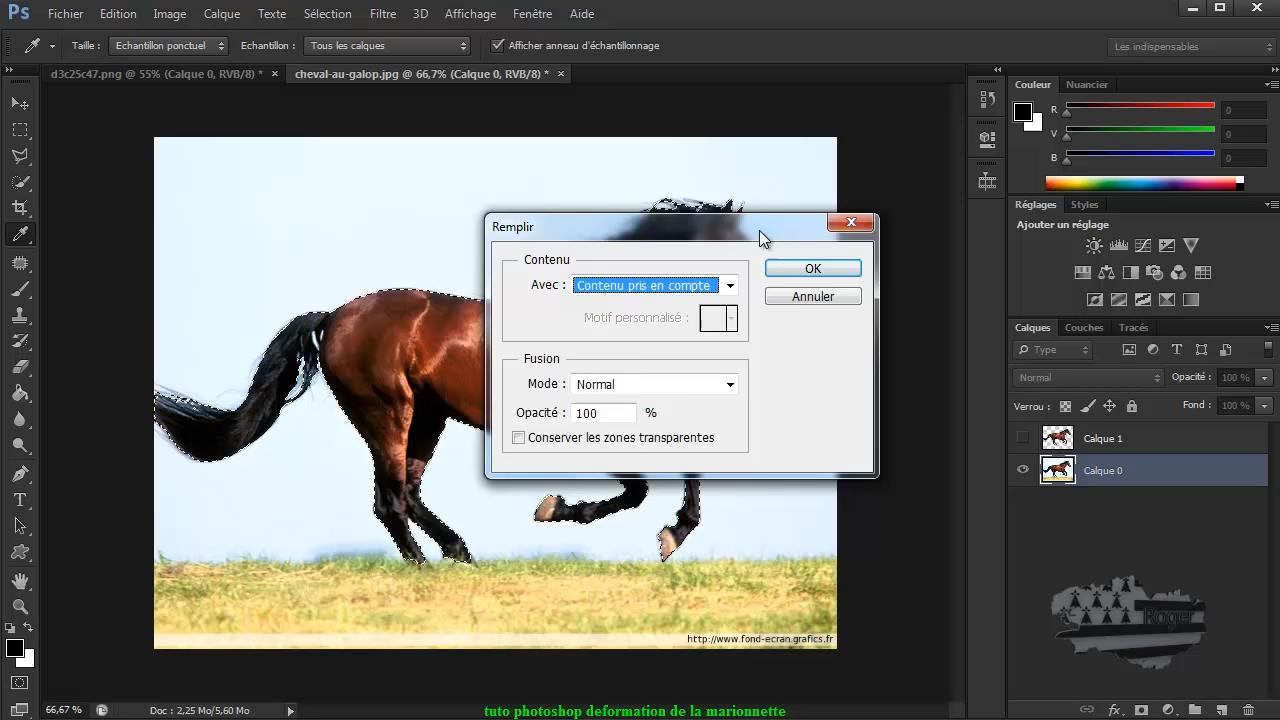 Ps Fichier Edition Image Calque Texte Sélection Filtre 3D Affichage Fenêtre Aide
Taille : Echantillon ponctuel Echantillon : Tous les calques Afficher anneau d'échantillonnage Les indispensables
d3c25c47.png @ 55% (Calque 0, RVB/8) * cheval-au-galop.jpg @ 66,7% (Calque 0, RVB/8) *
Couleur Nuancier
R 0
V 0
B 0
Réglages Styles
Ajouter un réglage
Calques Couches Tracés
Type
Normal Opacité : 100 %
Verrou : Fond : 100 %
Calque 1
Calque 0
Remplir
Contenu
OK
Avec : Contenu pris en compte
Annuler
Motif personnalisé :
Fusion
Mode : Normal
Opacité : 100 %
Conserver les zones transparentes
Roger
http://www.fond-ecran.grafics.fr
66,67 % Doc : 2,25 Mo/5,60 Mo
tuto photoshop deformation de la marionnette